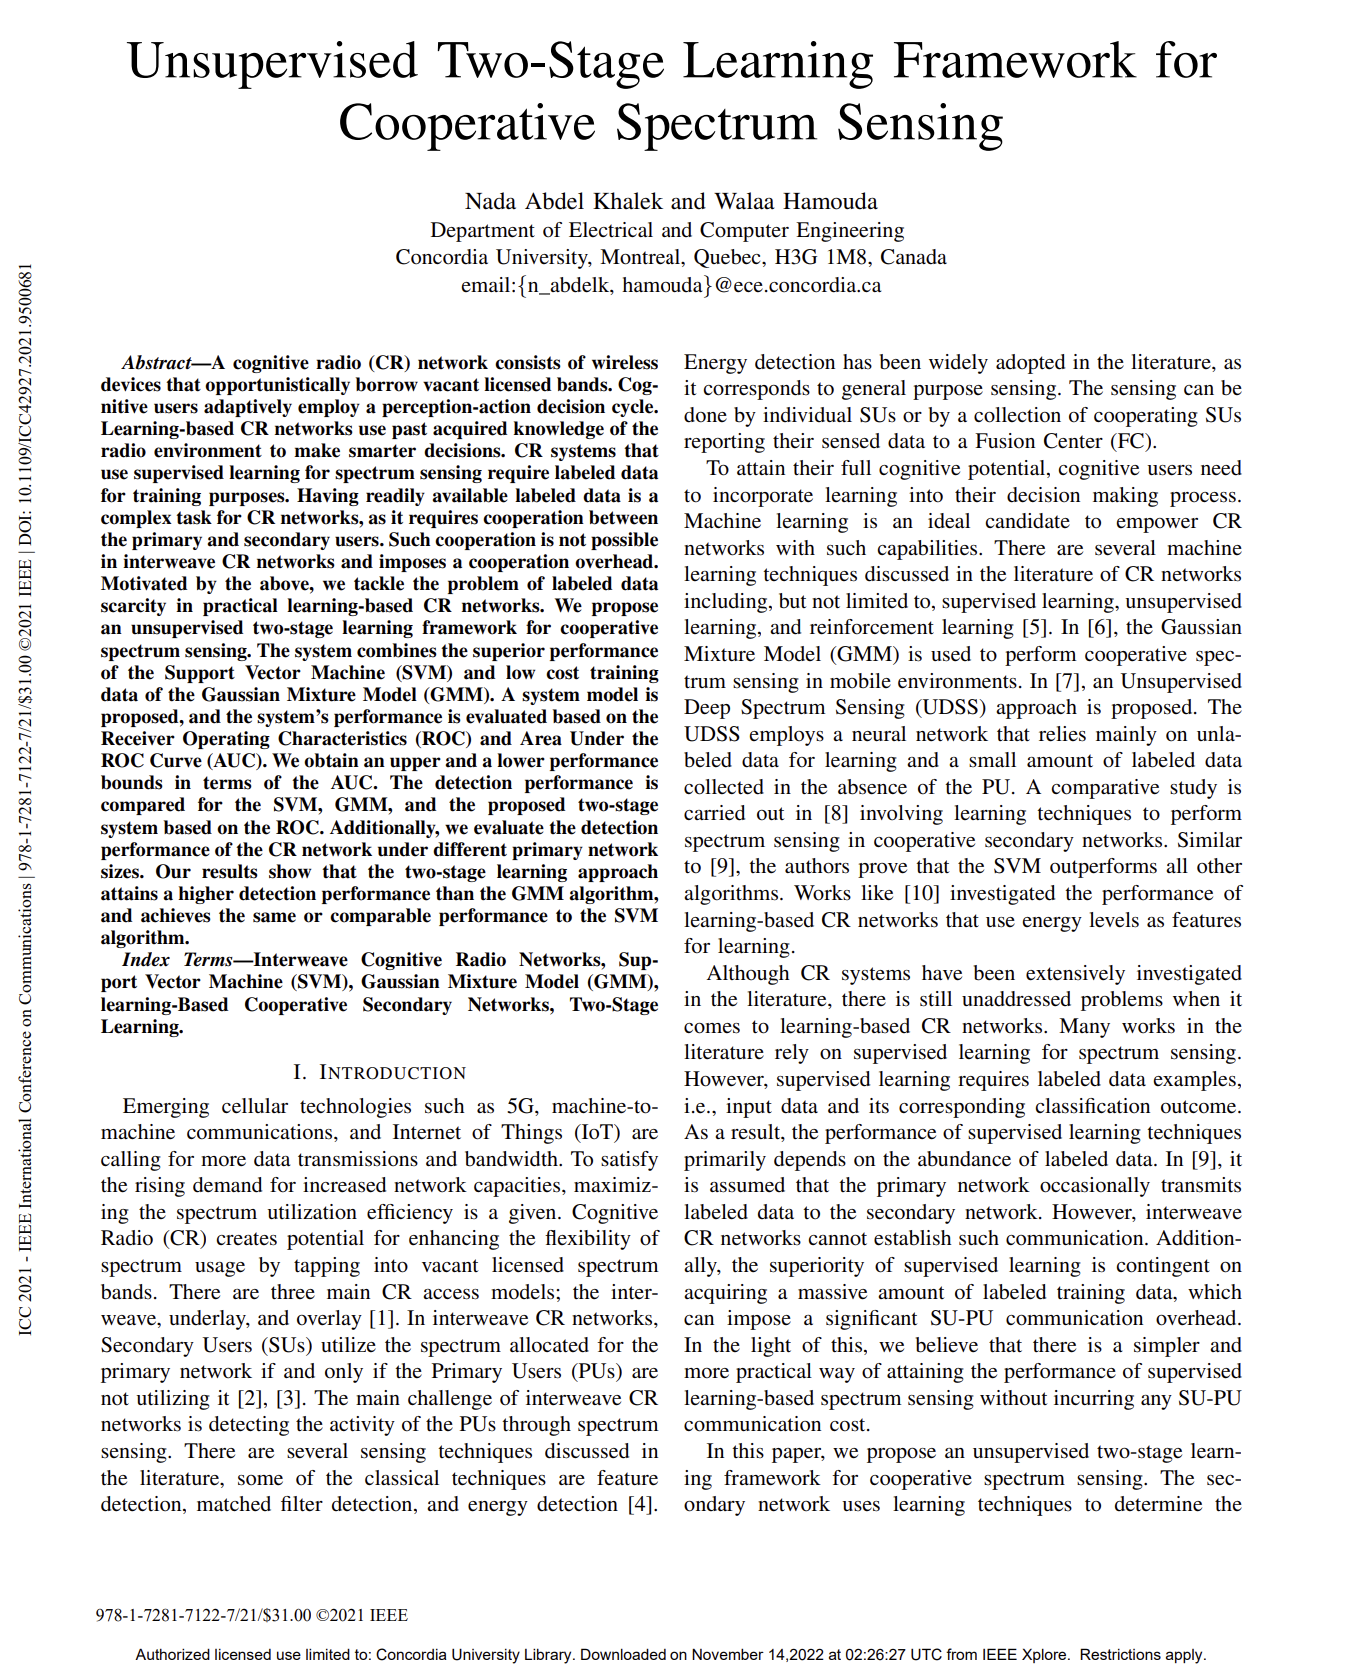 Unsupervised Two-Stage Learning Framework for
Cooperative Spectrum Sensing
Nada Abdel Khalek and Walaa Hamouda
Department of Electrical and Computer Engineering
Concordia University, Montreal, Quebec, H3G 1M8, Canada
email:{n_abdelk, hamouda}@ece.concordia.ca
ICC 2021 - IEEE International Conference on Communications | 978-1-7281-7122-7/21/$31.00 ©2021 IEEE | DOI: 10.1109/ICC42927.2021.9500681
Abstract—A cognitive radio (CR) network consists of wireless
devices that opportunistically borrow vacant licensed bands. Cog-
nitive users adaptively employ a perception-action decision cycle.
Learning-based CR networks use past acquired knowledge of the
radio environment to make smarter decisions. CR systems that
use supervised learning for spectrum sensing require labeled data
for training purposes. Having readily available labeled data is a
complex task for CR networks, as it requires cooperation between
the primary and secondary users. Such cooperation is not possible
in interweave CR networks and imposes a cooperation overhead.
Motivated by the above, we tackle the problem of labeled data
scarcity in practical learning-based CR networks. We propose
an unsupervised two-stage learning framework for cooperative
spectrum sensing. The system combines the superior performance
of the Support Vector Machine (SVM) and low cost training
data of the Gaussian Mixture Model (GMM). A system model is
proposed, and the system's performance is evaluated based on the
Receiver Operating Characteristics (ROC) and Area Under the
ROC Curve (AUC). We obtain an upper and a lower performance
bounds in terms of the AUC. The detection performance is
compared for the SVM, GMM, and the proposed two-stage
system based on the ROC. Additionally, we evaluate the detection
performance of the CR network under different primary network
sizes. Our results show that the two-stage learning approach
attains a higher detection performance than the GMM algorithm,
and achieves the same or comparable performance to the SVM
algorithm.
Index Terms—Interweave Cognitive Radio Networks, Sup-
port Vector Machine (SVM), Gaussian Mixture Model (GMM),
learning-Based Cooperative Secondary Networks, Two-Stage
Learning.
I. INTRODUCTION
Emerging cellular technologies such as 5G, machine-to-
machine communications, and Internet of Things (IoT) are
calling for more data transmissions and bandwidth. To satisfy
the rising demand for increased network capacities, maximiz-
ing the spectrum utilization efficiency is a given. Cognitive
Radio (CR) creates potential for enhancing the flexibility of
spectrum usage by tapping into vacant licensed spectrum
bands. There are three main CR access models; the inter-
weave, underlay, and overlay [1]. In interweave CR networks,
Secondary Users (SUs) utilize the spectrum allocated for the
primary network if and only if the Primary Users (PUs) are
not utilizing it [2], [3]. The main challenge of interweave CR
networks is detecting the activity of the PUs through spectrum
sensing. There are several sensing techniques discussed in
the literature, some of the classical techniques are feature
detection, matched filter detection, and energy detection [4].
Energy detection has been widely adopted in the literature, as
it corresponds to general purpose sensing. The sensing can be
done by individual SUs or by a collection of cooperating SUs
reporting their sensed data to a Fusion Center (FC).
To attain their full cognitive potential, cognitive users need
to incorporate learning into their decision making process.
Machine learning is an ideal candidate to empower CR
networks with such capabilities. There are several machine
learning techniques discussed in the literature of CR networks
including, but not limited to, supervised learning, unsupervised
learning, and reinforcement learning [5]. In [6], the Gaussian
Mixture Model (GMM) is used to perform cooperative spec-
trum sensing in mobile environments. In [7], an Unsupervised
Deep Spectrum Sensing (UDSS) approach is proposed. The
UDSS employs a neural network that relies mainly on unla-
beled data for learning and a small amount of labeled data
collected in the absence of the PU. A comparative study is
carried out in [8] involving learning techniques to perform
spectrum sensing in cooperative secondary networks. Similar
to [9], the authors prove that the SVM outperforms all other
algorithms. Works like [10] investigated the performance of
learning-based CR networks that use energy levels as features
for learning.
Although CR systems have been extensively investigated
in the literature, there is still unaddressed problems when it
comes to learning-based CR networks. Many works in the
literature rely on supervised learning for spectrum sensing.
However, supervised learning requires labeled data examples,
i.e., input data and its corresponding classification outcome.
As a result, the performance of supervised learning techniques
primarily depends on the abundance of labeled data. In [9], it
is assumed that the primary network occasionally transmits
labeled data to the secondary network. However, interweave
CR networks cannot establish such communication. Addition-
ally, the superiority of supervised learning is contingent on
acquiring a massive amount of labeled training data, which
can impose a significant SU-PU communication overhead.
In the light of this, we believe that there is a simpler and
more practical way of attaining the performance of supervised
learning-based spectrum sensing without incurring any SU-PU
communication cost.
In this paper, we propose an unsupervised two-stage learn-
ing framework for cooperative spectrum sensing. The sec-
ondary network uses learning techniques to determine the
978-1-7281-7122-7/21/$31.00 ©2021 IEEE
Authorized licensed use limited to: Concordia University Library. Downloaded on November 14,2022 at 02:26:27 UTC from IEEE Xplore. Restrictions apply.